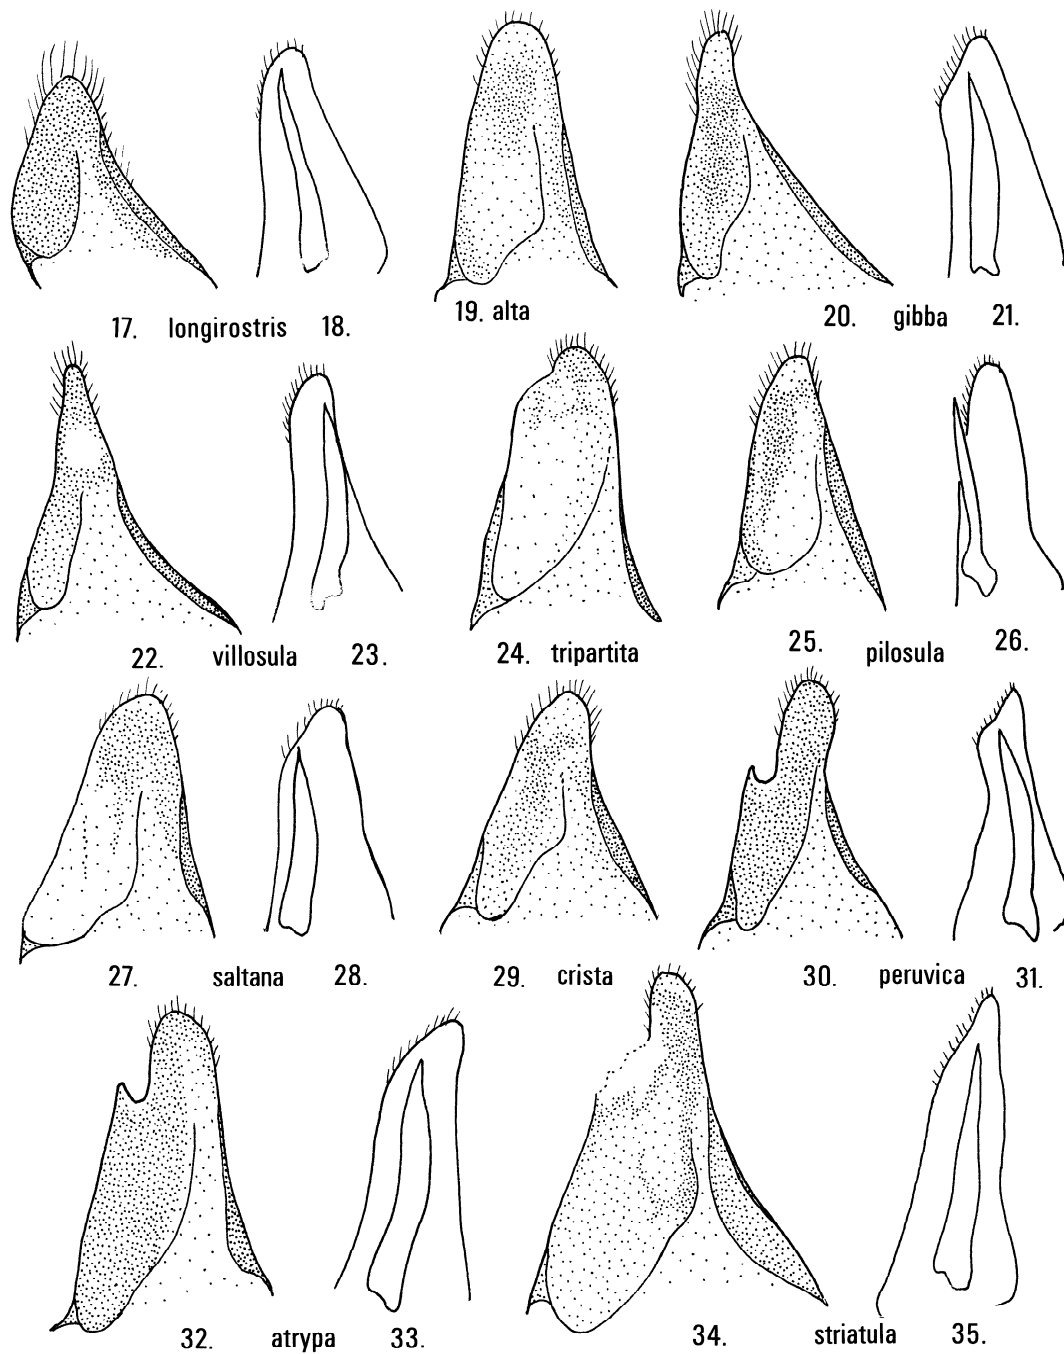 17. longirostris 18.
19. alta
20. gibba 21.
22. villosula 23.
24. tripartita
25. pilosula 26.
27. saltana 28.
29. crista
30. peruvica 31.
32. atrypa 33.
34. striatula 35.